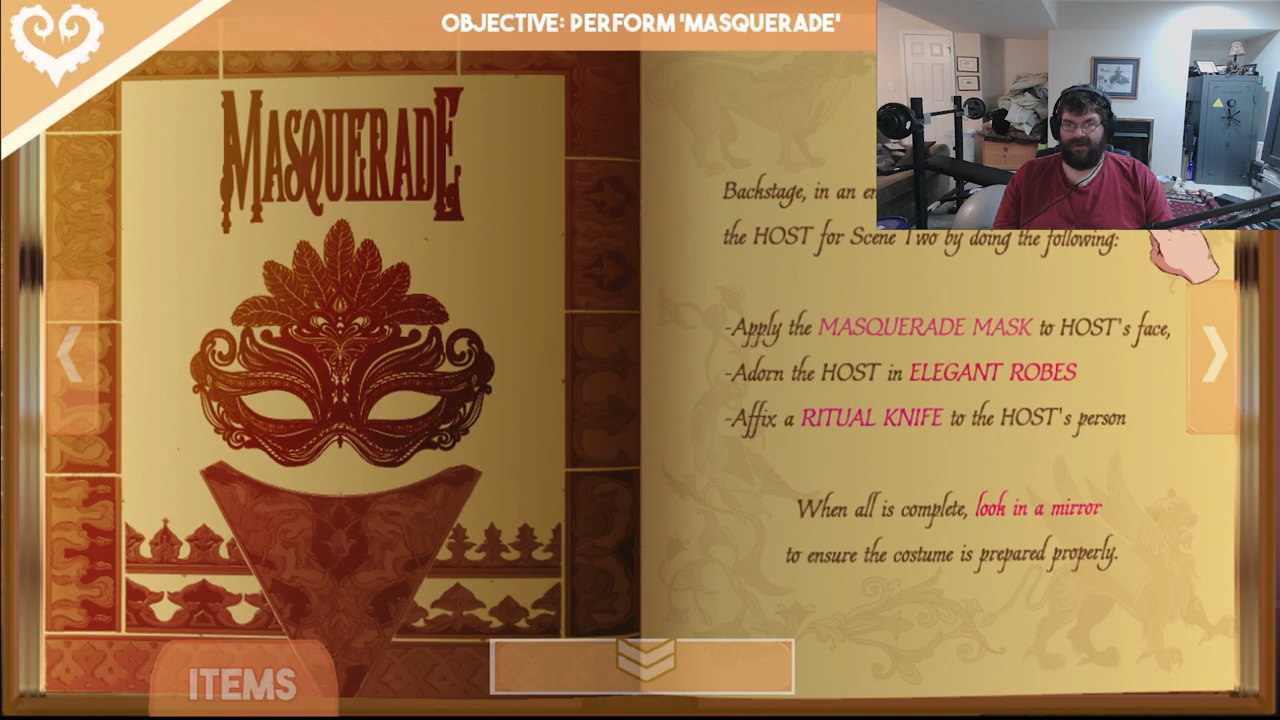 OBJECTIVE: PERFORM 'MASQUERADE'
MASQUERADE
Backstage, in an
the HOST for Scene Two by doing the following:
-Apply the MASQUERADE MASK to HOST's face,
-Adorn the HOST in ELEGANT ROBES
-Affix a RITUAL KNIFE to the HOST's person
When all is complete, look in a mirror
to ensure the costume is prepared properly.
ITEMS